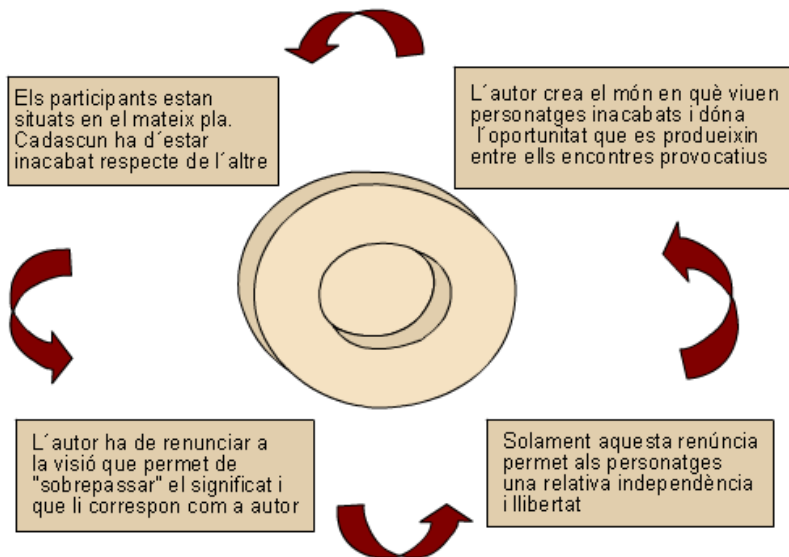 Els participants estan
situats en el mateix pla.
Cadascun ha d´estar
inacabat respecte de l´altre
L´autor crea el món en què viuen
personatges inacabats i dóna
l´oportunitat que es produeixin
entre ells encontres provocatius
L´autor ha de renunciar a
la visió que permet de
"sobrepassar" el significat i
que li correspon com a autor
Solament aquesta renúncia
permet als personatges
una relativa independència
i llibertat